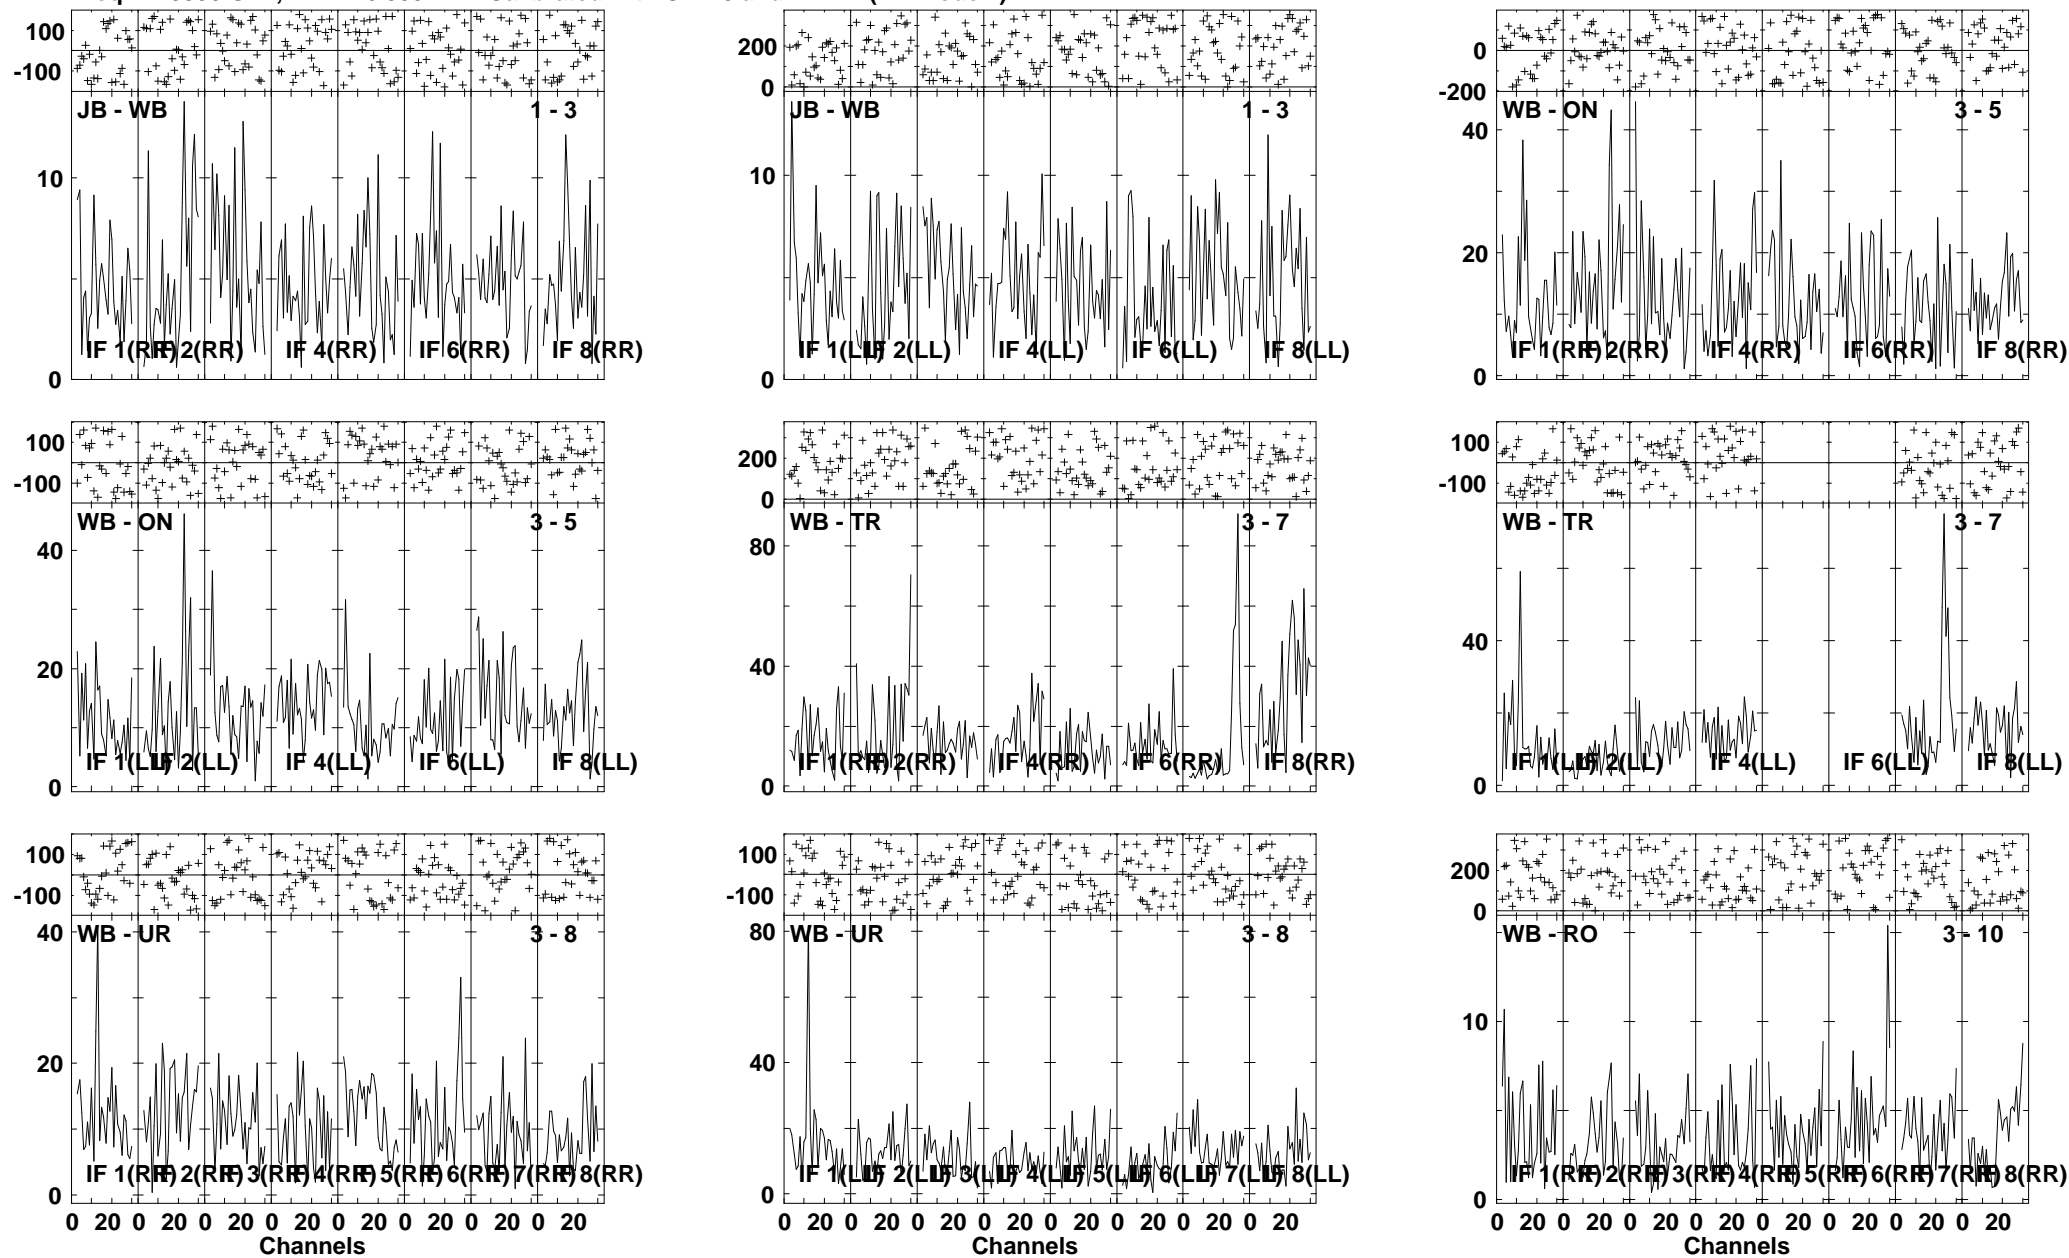 100
-100
JB - WB 1 - 3
10
0
IF 1(RR) IF 2(RR) IF 4(RR) IF 6(RR) IF 8(RR)
200
0
JB - WB 1 - 3
10
0
IF 1(LL) IF 2(LL) IF 4(LL) IF 6(LL) IF 8(LL)
0
-200
WB - ON 3 - 5
40
20
0
IF 1(RR) IF 2(RR) IF 4(RR) IF 6(RR) IF 8(RR)
100
-100
WB - ON 3 - 5
40
20
0
IF 1(LL) IF 2(LL) IF 4(LL) IF 6(LL) IF 8(LL)
200
0
WB - TR 3 - 7
80
40
0
IF 1(RR) IF 2(RR) IF 4(RR) IF 6(RR) IF 8(RR)
100
-100
WB - TR 3 - 7
40
0
IF 1(LL) IF 2(LL) IF 4(LL) IF 6(LL) IF 8(LL)
100
-100
WB - UR 3 - 8
40
20
0
IF 1(RR) IF 2(RR) IF 3(RR) IF 4(RR) IF 5(RR) IF 6(RR) IF 7(RR) IF 8(RR)
0 20 0 20 0 20 0 20 0 20 0 20 0 20 0 20
Channels
100
-100
WB - UR 3 - 8
80
40
0
IF 1(LL) IF 2(LL) IF 3(LL) IF 4(LL) IF 5(LL) IF 6(LL) IF 7(LL) IF 8(LL)
0 20 0 20 0 20 0 20 0 20 0 20 0 20 0 20
Channels
200
0
WB - RO 3 - 10
10
0
IF 1(RR) IF 2(RR) IF 3(RR) IF 4(RR) IF 5(RR) IF 6(RR) IF 7(RR) IF 8(RR)
0 20 0 20 0 20 0 20 0 20 0 20 0 20 0 20
Channels